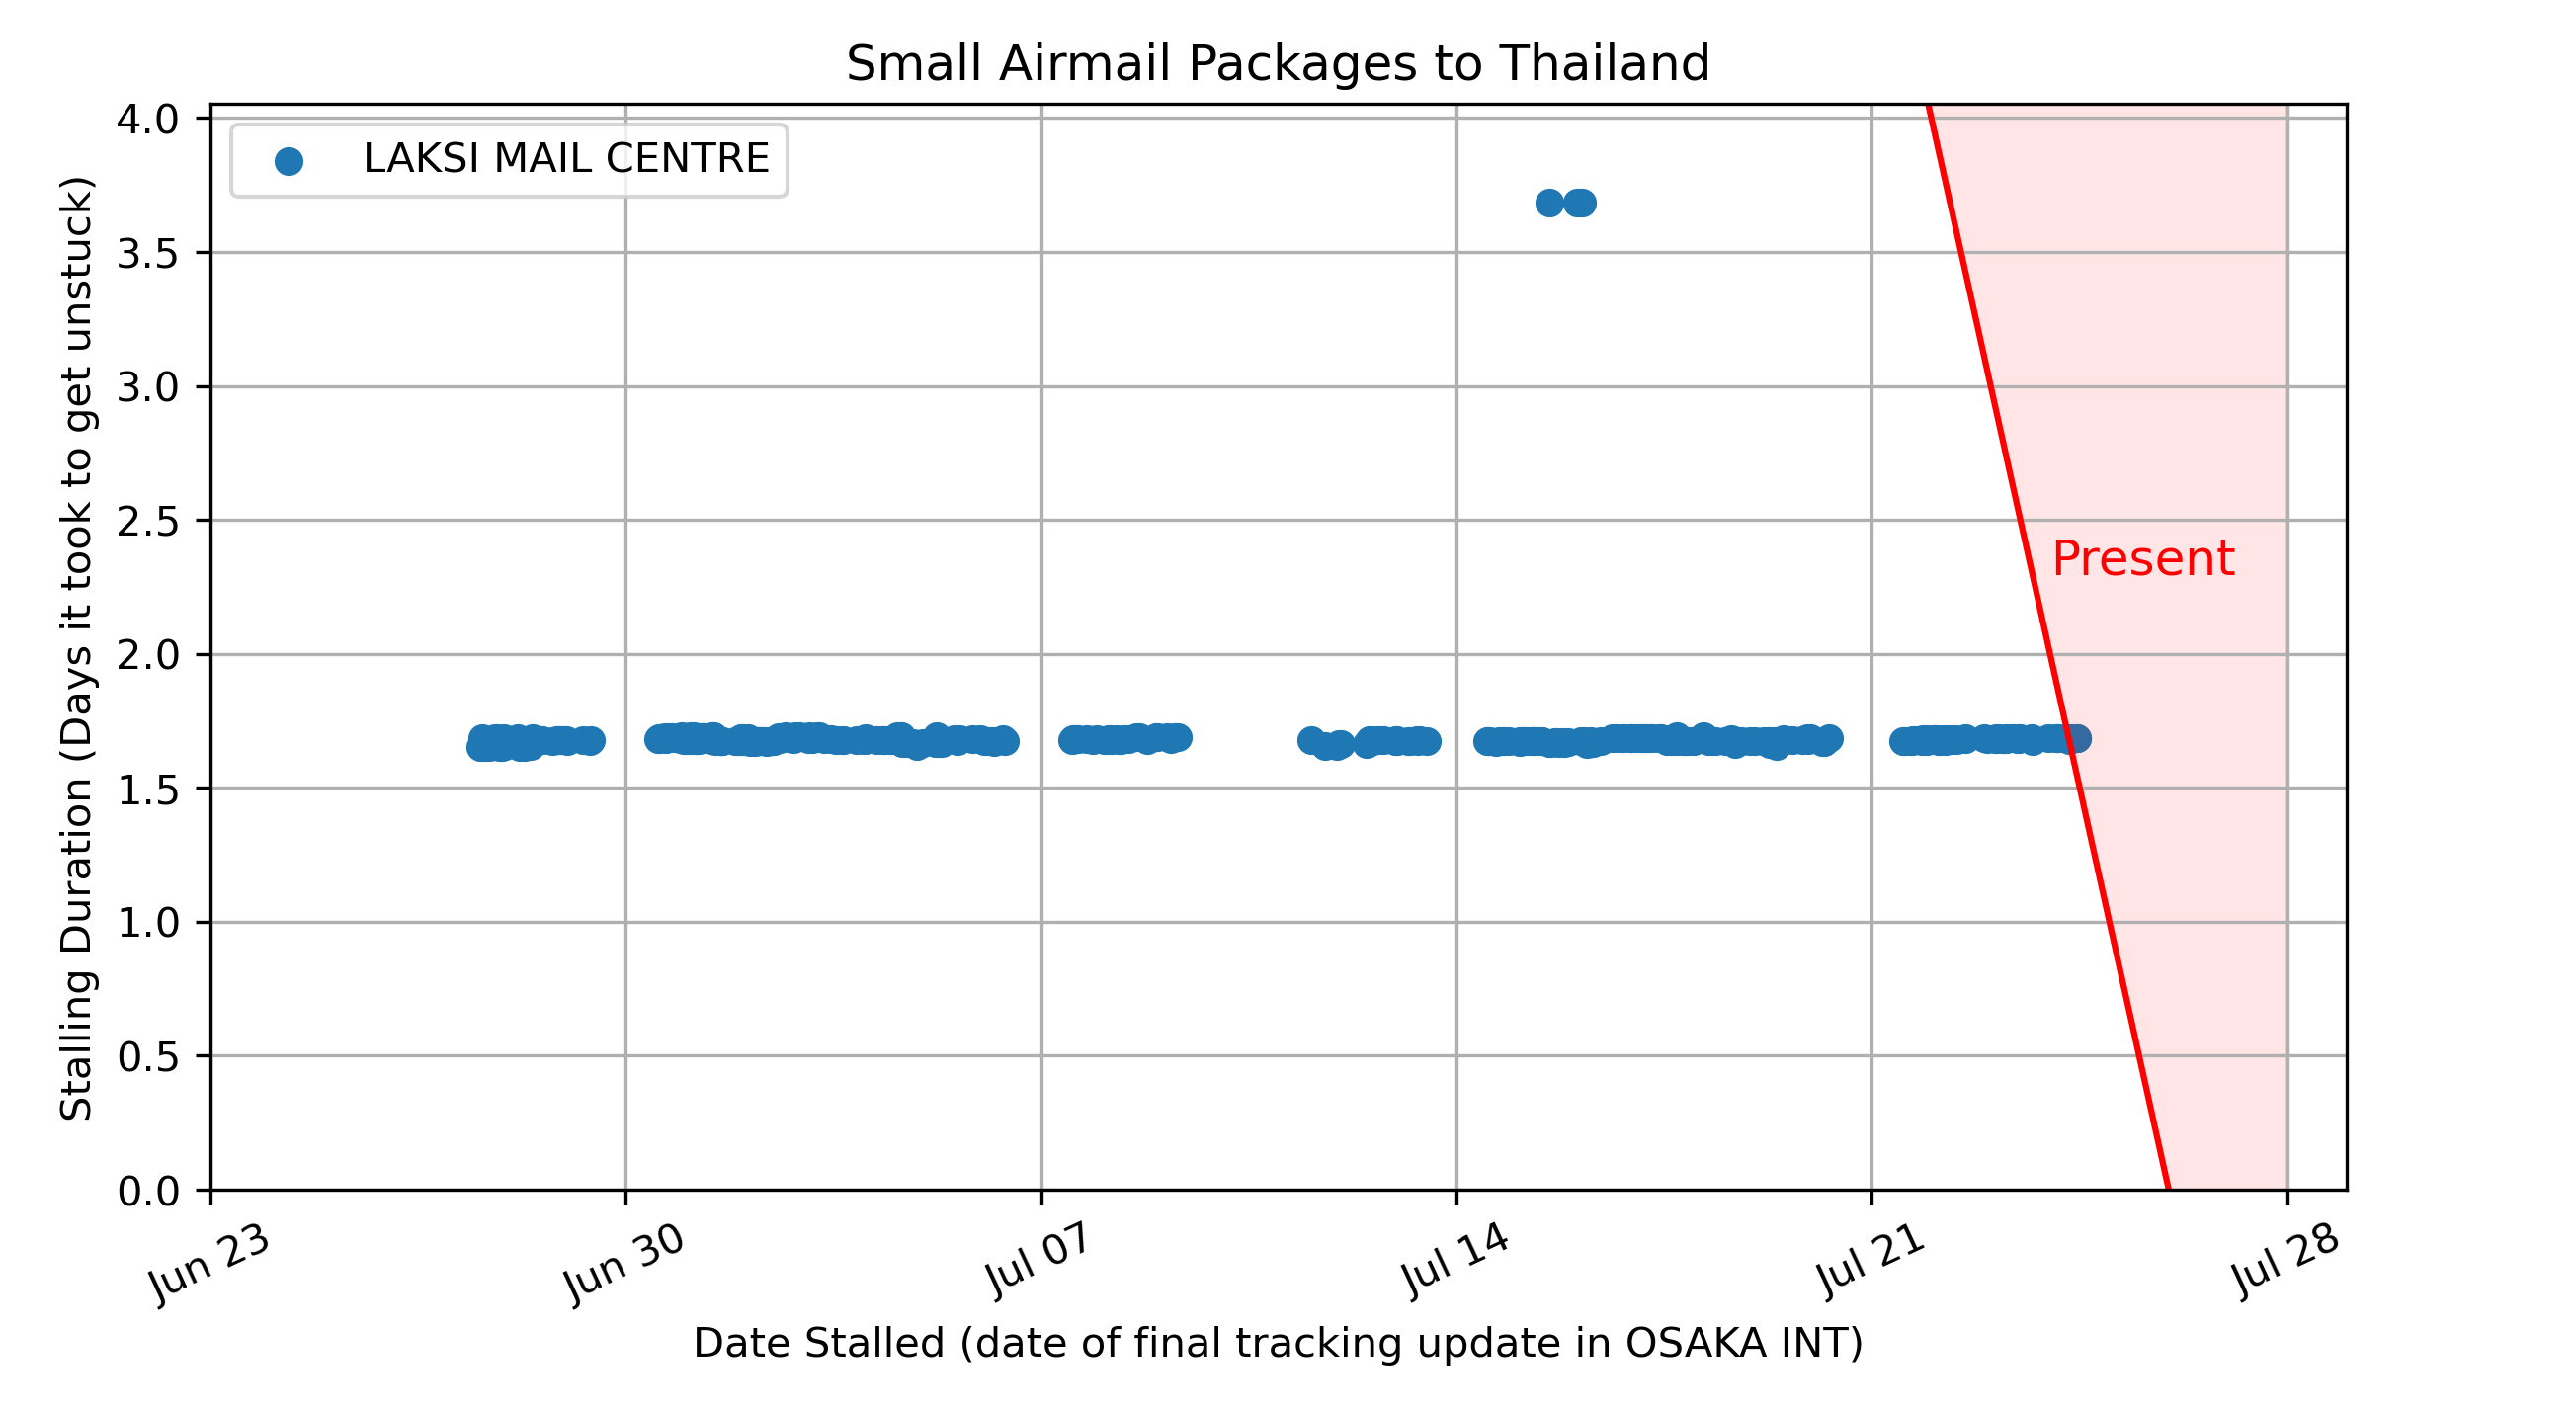 Small Airmail Packages to Thailand
LAKSI MAIL CENTRE
Stalling Duration (Days it took to get unstuck)
4.0
3.5
3.0
2.5
2.0
1.5
1.0
0.5
0.0
Present
Jun 23
Jun 30
Jul 07
Jul 14
Jul 21
Jul 28
Date Stalled (date of final tracking update in OSAKA INT)